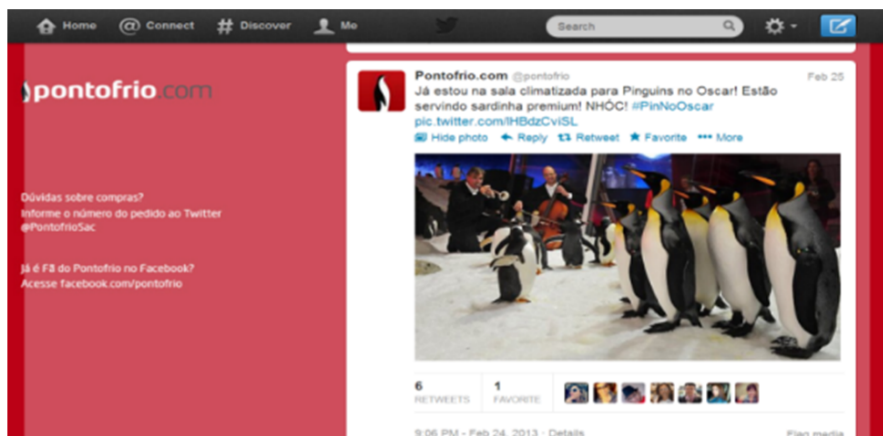 Home Connect Discover Me Search
pontofrio.com
Dúvidas sobre compras?
Informe o número do pedido ao Twitter
@PontofrioSac
Já é Fã do Pontofrio no Facebook?
Acesse facebook.com/pontofrio
Pontofrio.com @pontofrio Feb 25
Já estou na sala climatizada para Pinguins no Oscar! Estão
servindo sardinha premium! NHÓC! #PinNoOscar
pic.twitter.com/lHBdzCviSL
Hide photo Reply Retweet Favorite More
6 1
RETWEETS FAVORITE
9:06 PM - Feb 24, 2013 · Details Flag media